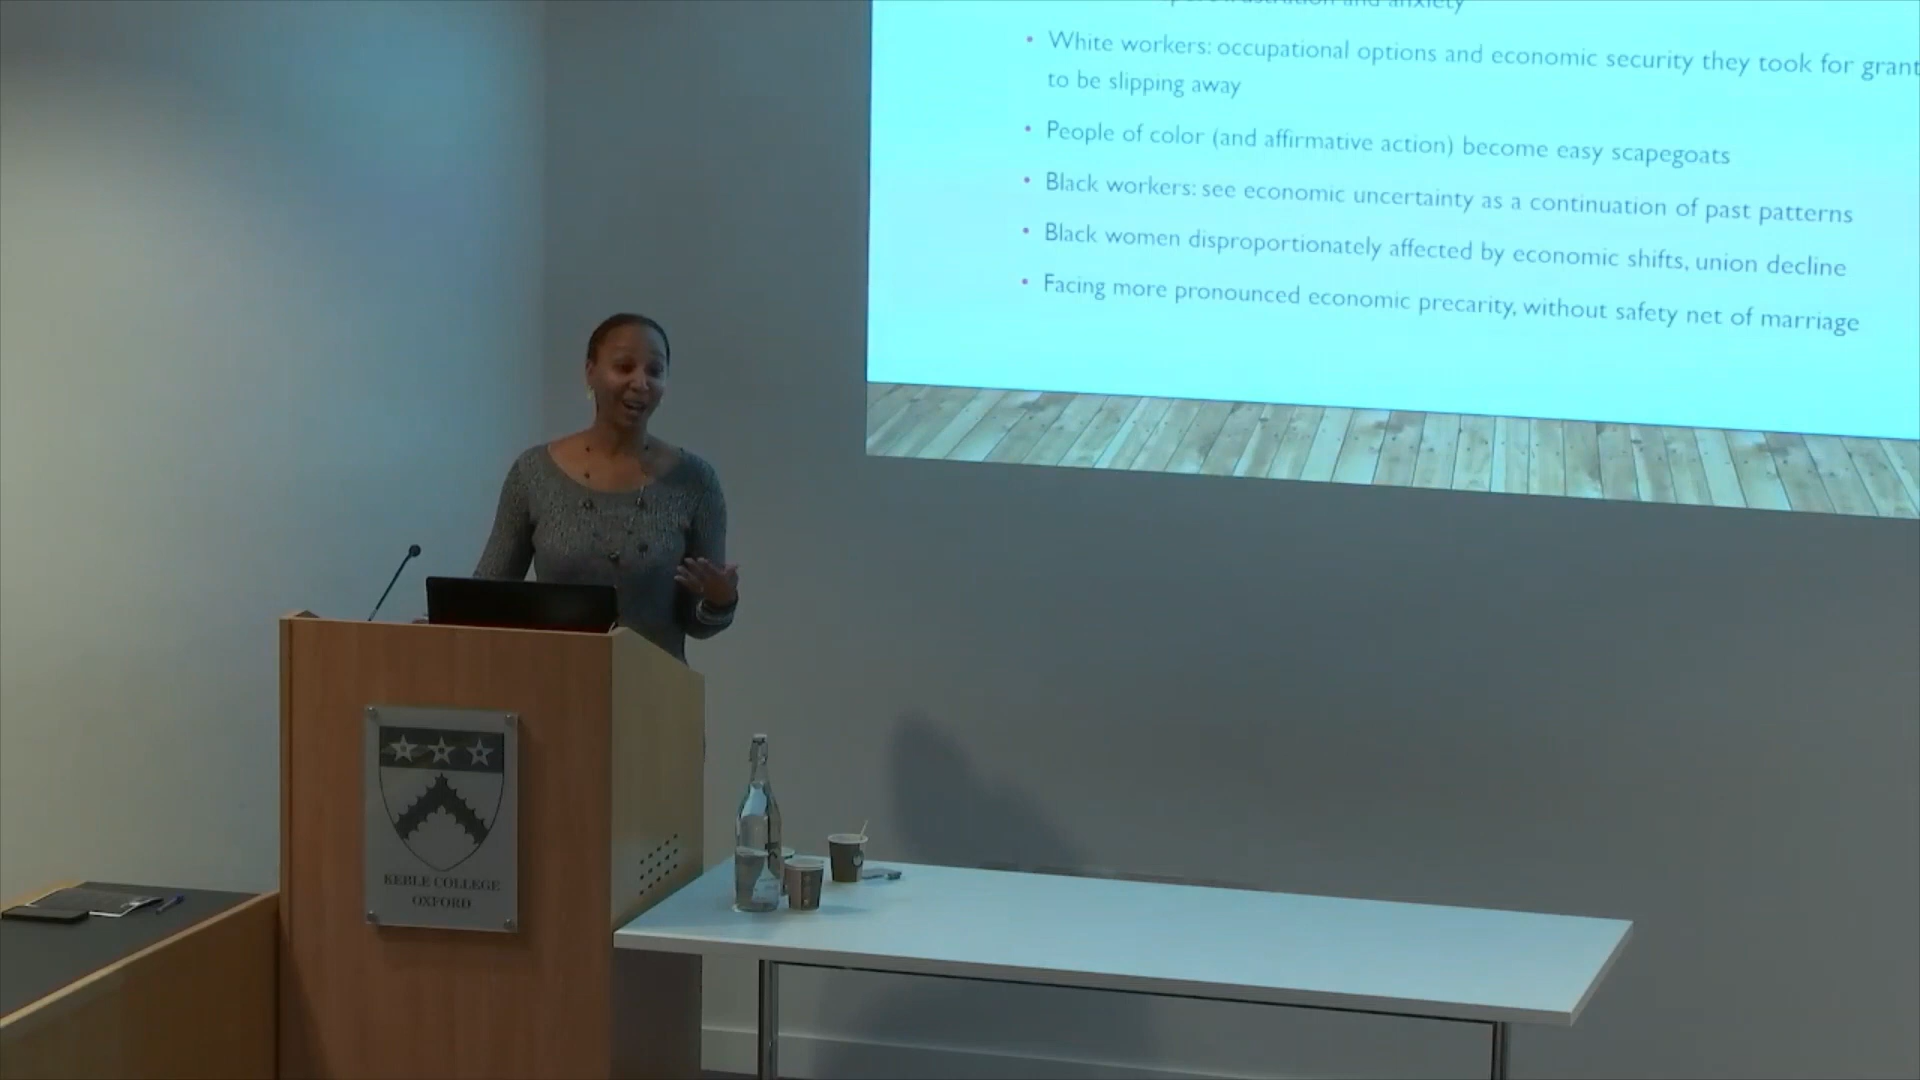 and anxiety
• White workers: occupational options and economic security they took for grant
to be slipping away
• People of color (and affirmative action) become easy scapegoats
• Black workers: see economic uncertainty as a continuation of past patterns
• Black women disproportionately affected by economic shifts, union decline
• Facing more pronounced economic precarity, without safety net of marriage
KEBLE COLLEGE
OXFORD